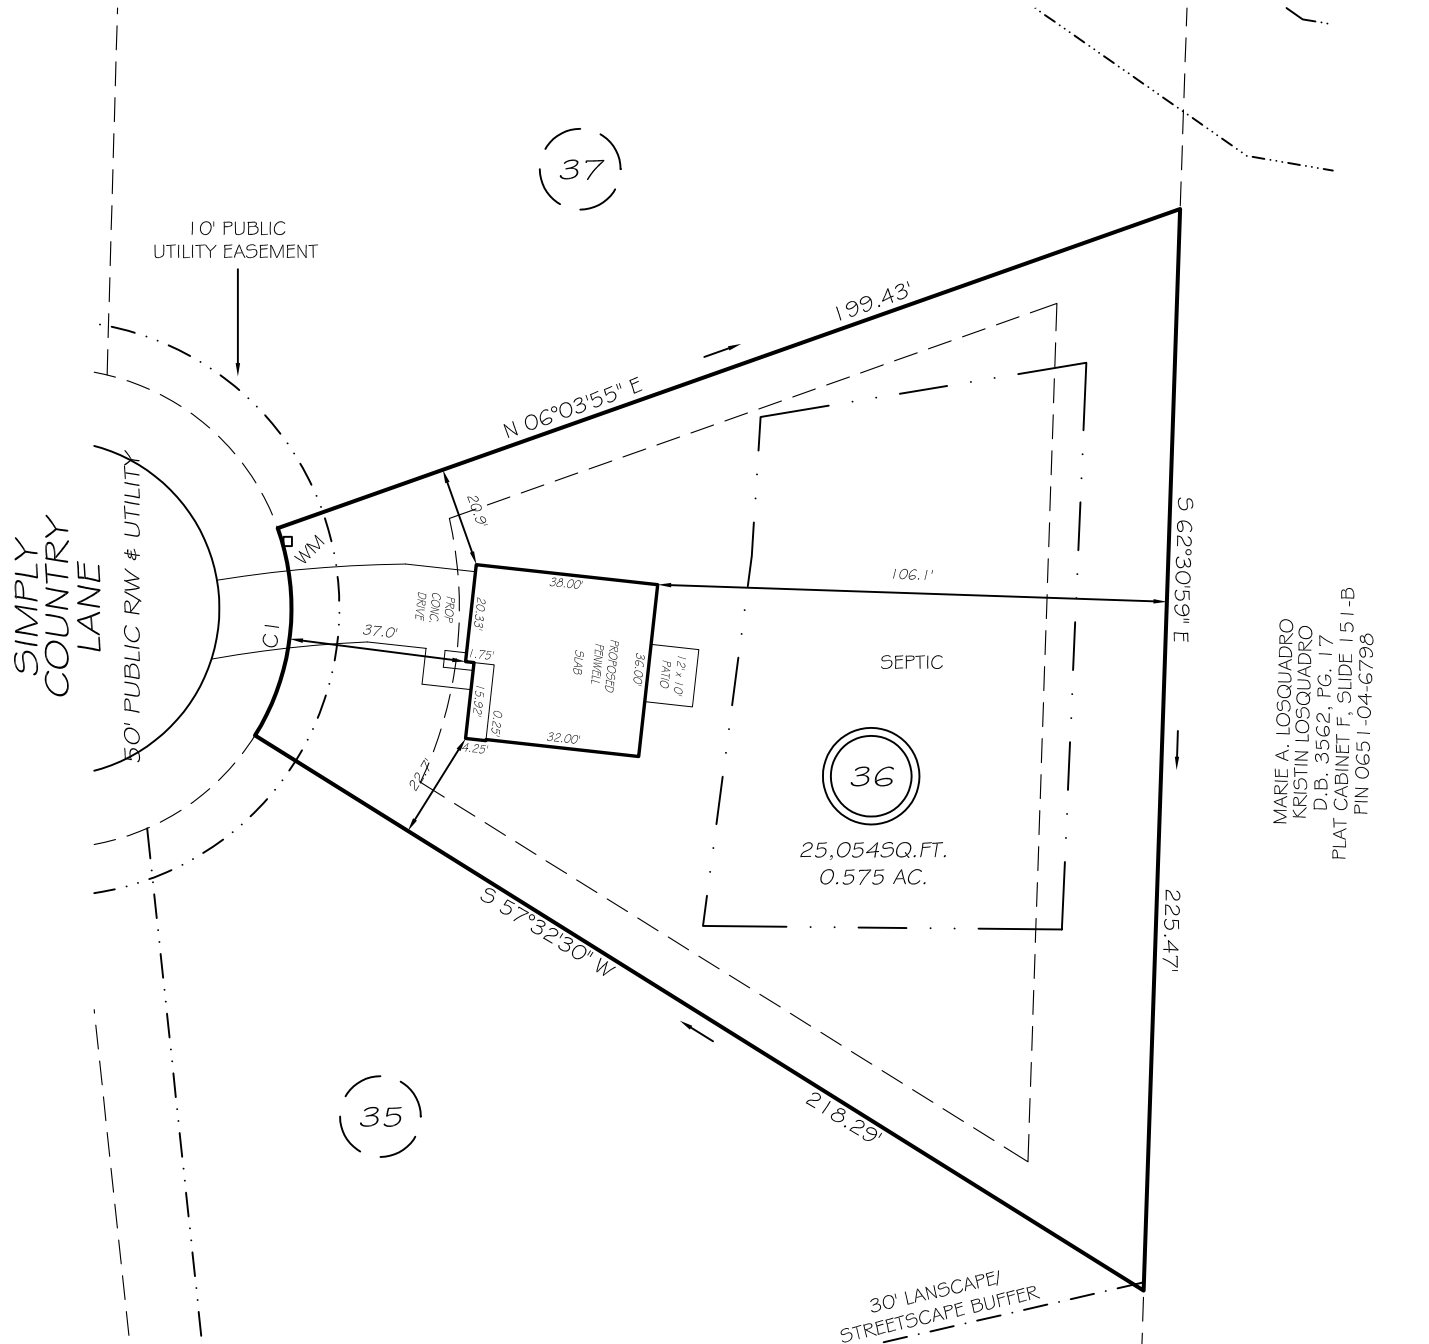 37
10' PUBLIC
UTILITY EASEMENT
199.43'
N 06°03'55" E
S 62°30'59" E
225.47'
20.9'
WM
C1
SIMPLY
COUNTRY
LANE
50' PUBLIC R/W & UTILITY
PROP
CONC.
DRIVE
37.0'
38.00'
20.33'
1.75'
15.92'
0.25'
4.25'
32.00'
36.00'
PROPOSED
FENWELL
SLAB
12' x 10'
PATIO
106.1'
22.7'
SEPTIC
36
25,054SQ.FT.
0.575 AC.
MARIE A. LOSQUADRO
KRISTIN LOSQUADRO
D.B. 3562, PG. 17
PLAT CABINET F, SLIDE 151-B
PIN 0651-04-6798
S 57°32'30" W
218.29'
35
30' LANSCAPE/
STREETSCAPE BUFFER